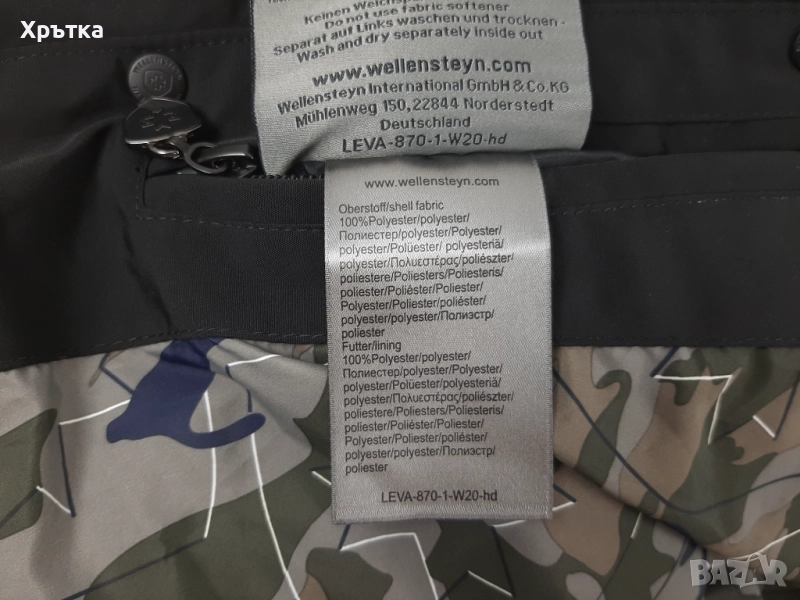 Хрътка
Keinen Weichspüler
Do not use fabric softener
Separat auf Links waschen und trocknen -
Wash and dry separately inside out
www.wellensteyn.com
Wellensteyn International GmbH & Co.KG
Mühlenweg 150, 22844 Norderstedt
Deutschland
LEVA-870-1-W20-hd
www.wellensteyn.com
Oberstoff/shell fabric
100%Polyester/polyester/
Полиестер/polyester/Polyester/
polyester/Polüester/ polyesteriä/
polyester/Πολυεστέρας/poliészter/
poliestere/Poliesters/Poliesteris/
poliester/Poliéster/Poliester/
Polyester/Polyester/poliéster/
polyester/polyester/Полиэстр/
poliester
Futter/lining
100%Polyester/polyester/
Полиестер/polyester/Polyester/
polyester/Polüester/polyesteriä/
polyester/Πολυεστέρας/poliészter/
poliestere/Poliesters/Poliesteris/
poliester/Poliéster/Poliester/
Polyester/Polyester/poliéster/
polyester/polyester/Полиэстр/
poliester
LEVA-870-1-W20-hd
BAZAR